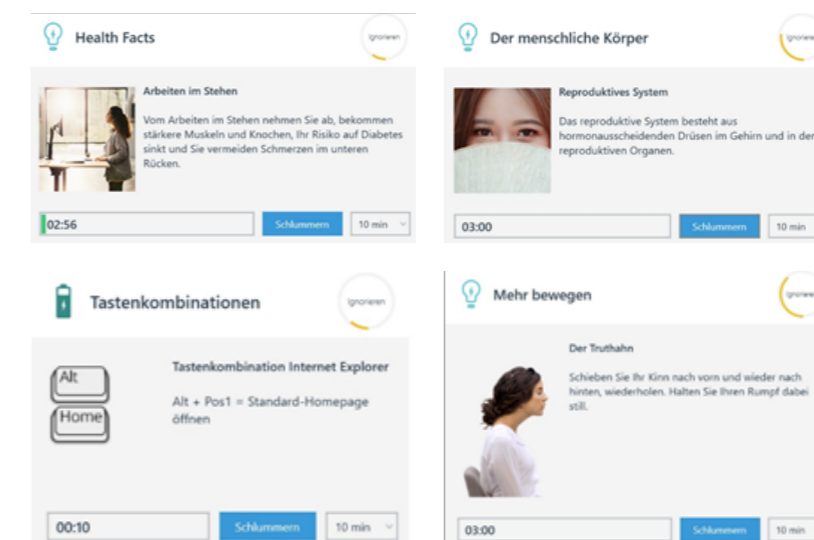 Health Facts
Ignorieren
Arbeiten im Stehen
Vom Arbeiten im Stehen nehmen Sie ab, bekommen
stärkere Muskeln und Knochen, Ihr Risiko auf Diabetes
sinkt und Sie vermeiden Schmerzen im unteren
Rücken.
02:56
Schlummern
10 min
Der menschliche Körper
Ignoriere
Reproduktives System
Das reproduktive System besteht aus
hormonausscheidenden Drüsen im Gehirn und in der
reproduktiven Organen.
03:00
Schlummern
10 min
Tastenkombinationen
Ignorieren
Alt
Home
Tastenkombination Internet Explorer
Alt + Pos1 = Standard-Homepage
öffnen
00:10
Schlummern
10 min
Mehr bewegen
Ignoriere
Der Truthahn
Schieben Sie Ihr Kinn nach vorn und wieder nach
hinten, wiederholen. Halten Sie Ihren Rumpf dabei
still.
03:00
Schlummern
10 min